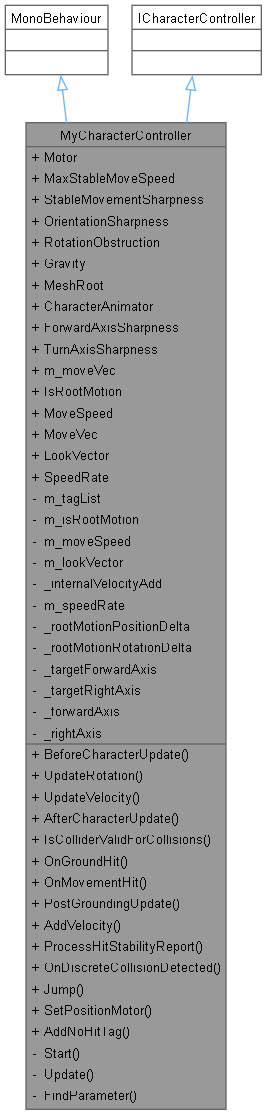 MonoBehaviour
ICharacterController
MyCharacterController
+ Motor
+ MaxStableMoveSpeed
+ StableMovementSharpness
+ OrientationSharpness
+ RotationObstruction
+ Gravity
+ MeshRoot
+ CharacterAnimator
+ ForwardAxisSharpness
+ TurnAxisSharpness
+ m_moveVec
+ IsRootMotion
+ MoveSpeed
+ MoveVec
+ LookVector
+ SpeedRate
- m_tagList
- m_isRootMotion
- m_moveSpeed
- m_lookVector
- _internalVelocityAdd
- m_speedRate
- _rootMotionPositionDelta
- _rootMotionRotationDelta
- _targetForwardAxis
- _targetRightAxis
- _forwardAxis
- _rightAxis
+ BeforeCharacterUpdate()
+ UpdateRotation()
+ UpdateVelocity()
+ AfterCharacterUpdate()
+ IsColliderValidForCollisions()
+ OnGroundHit()
+ OnMovementHit()
+ PostGroundingUpdate()
+ AddVelocity()
+ ProcessHitStabilityReport()
+ OnDiscreteCollisionDetected()
+ Jump()
+ SetPositionMotor()
+ AddNoHitTag()
- Start()
- Update()
- FindParameter()